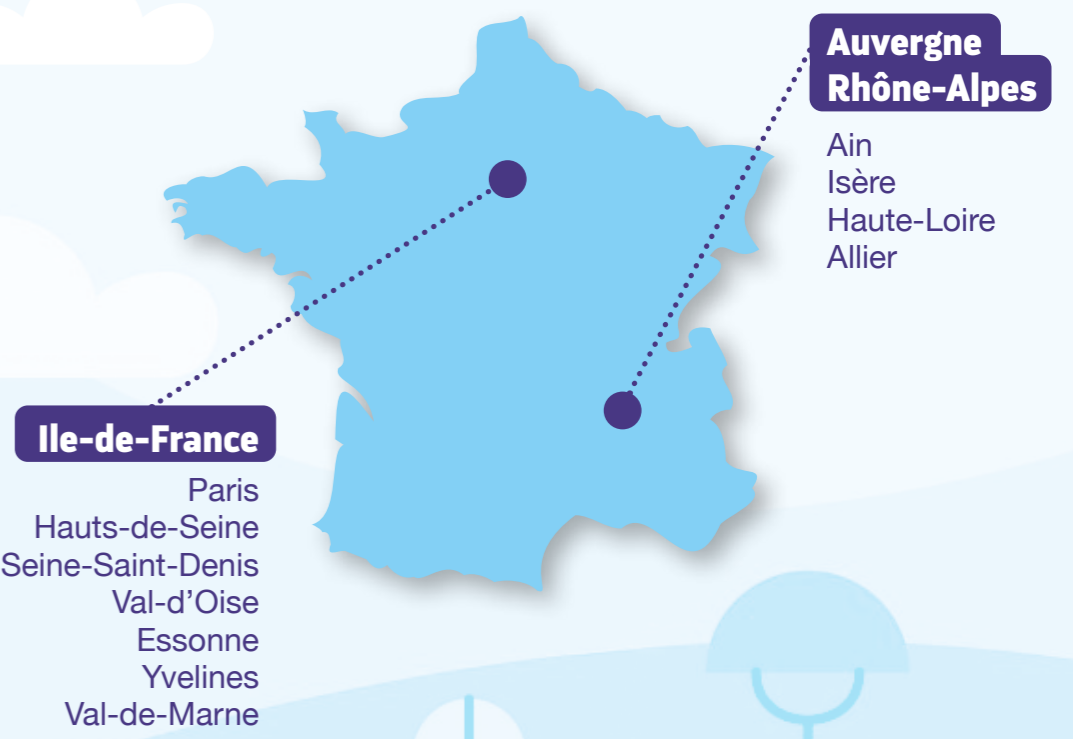 Auvergne
Rhône-Alpes
Ain
Isère
Haute-Loire
Allier
Ile-de-France
Paris
Hauts-de-Seine
Seine-Saint-Denis
Val-d’Oise
Essonne
Yvelines
Val-de-Marne